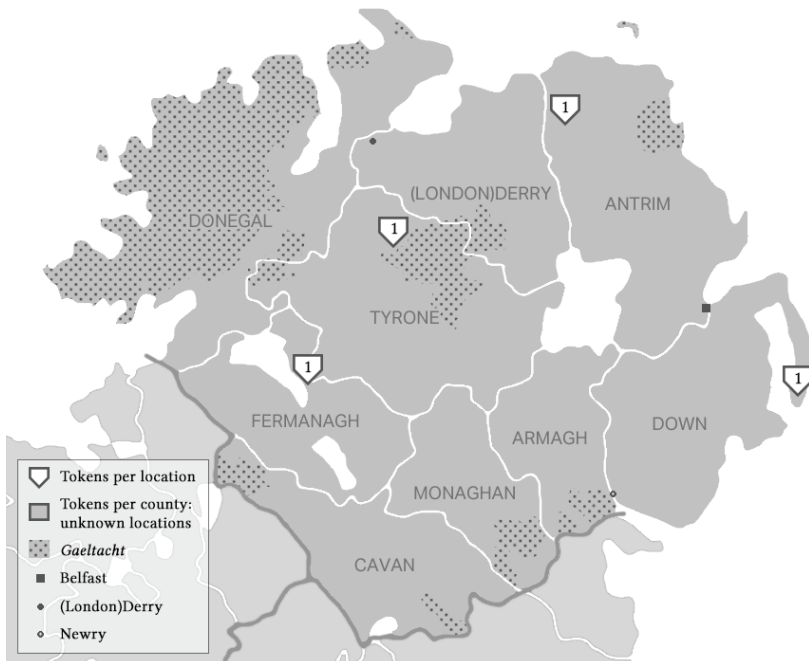 1
(LONDON)DERRY
ANTRIM
DONEGAL
1
TYRONE
1
1
FERMANAGH
DOWN
ARMAGH
MONAGHAN
CAVAN
Tokens per location
Tokens per county:
unknown locations
Gaeltacht
Belfast
(London)Derry
Newry